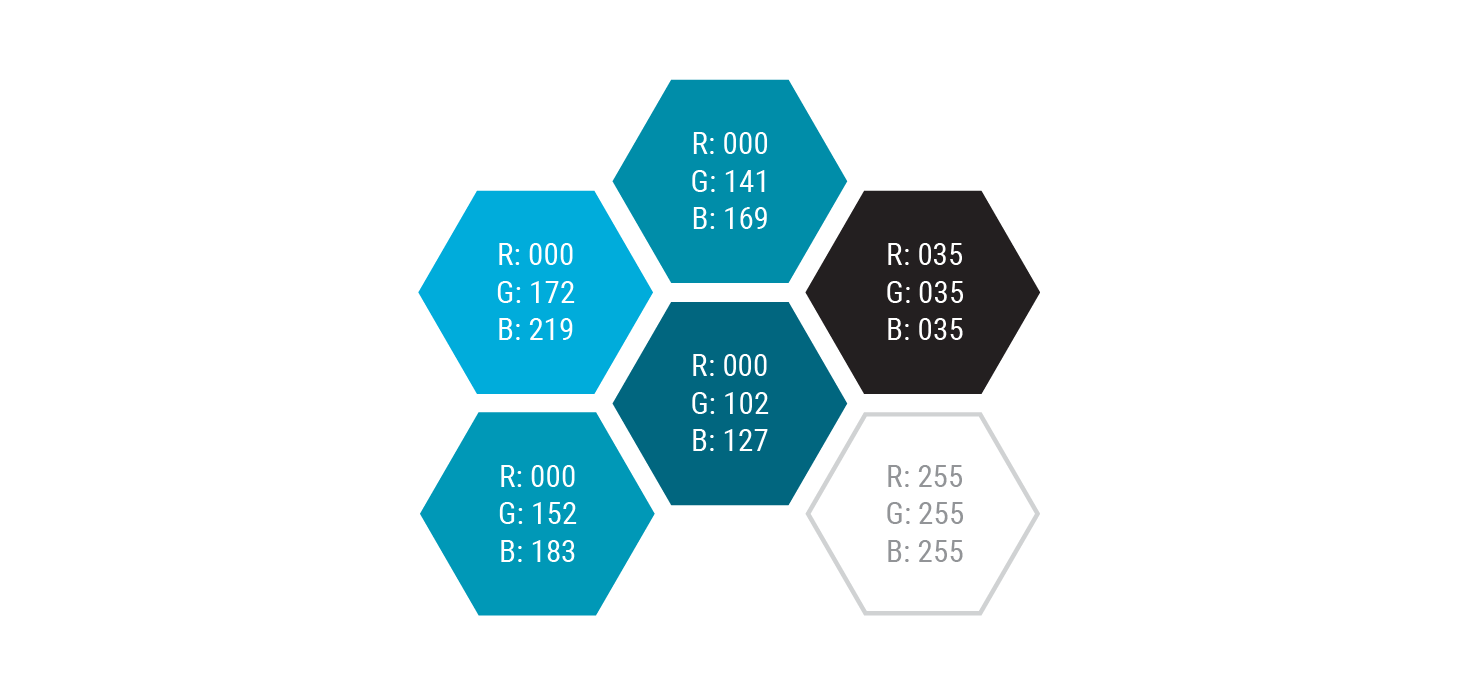 R: 000
G: 141
B: 169
R: 000
G: 172
B: 219
R: 035
G: 035
B: 035
R: 000
G: 102
B: 127
R: 000
G: 152
B: 183
R: 255
G: 255
B: 255